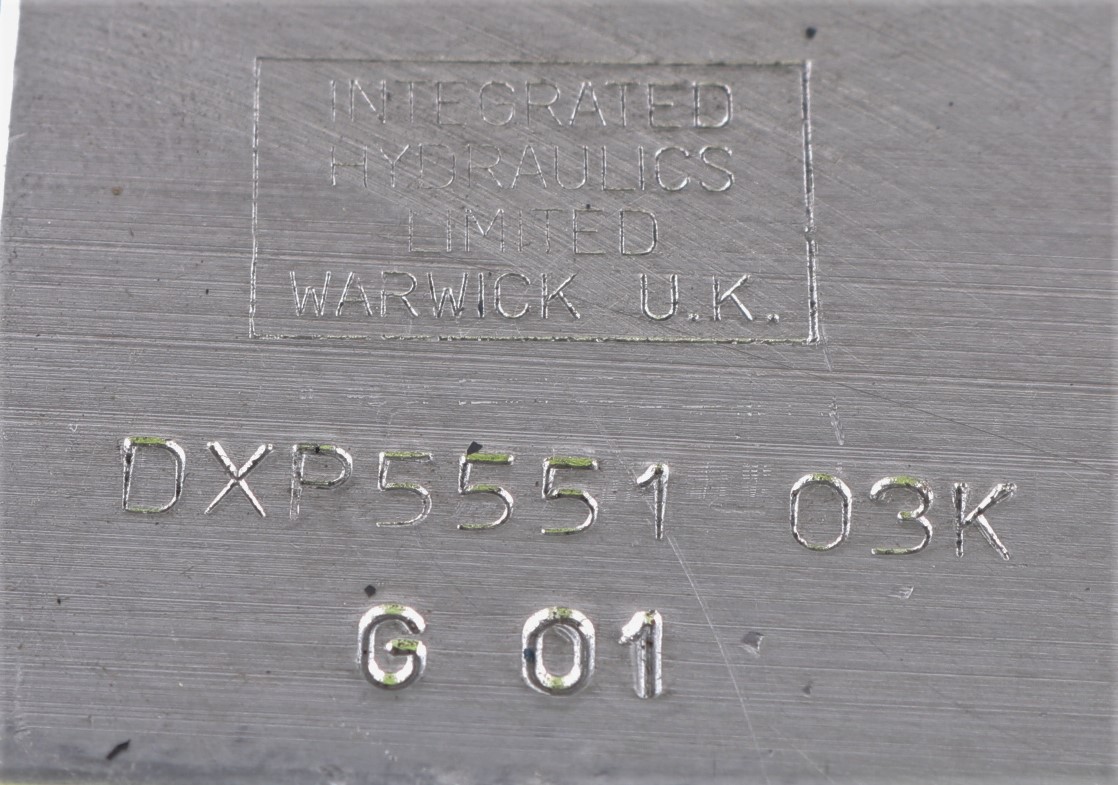 INTEGRATED
HYDRAULICS
LIMITED
WARWICK U.K.
DXP5551 03K
G 01